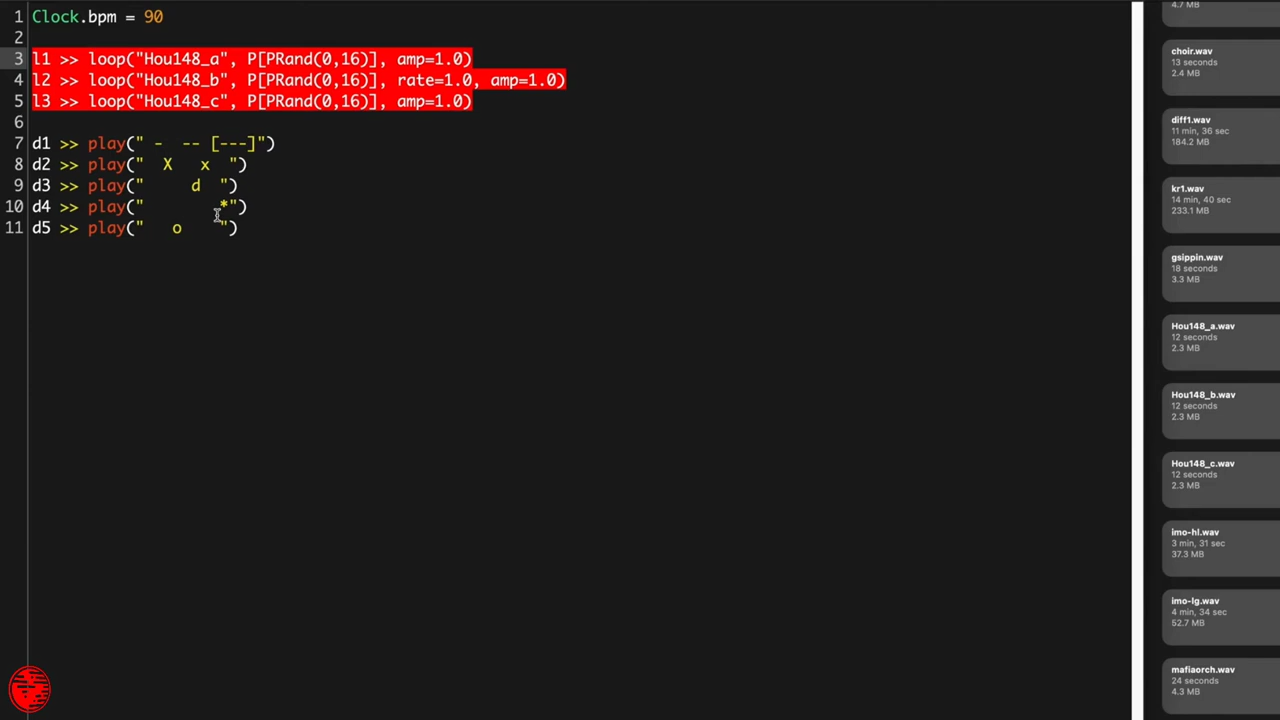 1 Clock.bpm = 90
2
3 l1 >> loop("Hou148_a", P[PRand(0,16)], amp=1.0)
4 l2 >> loop("Hou148_b", P[PRand(0,16)], rate=1.0, amp=1.0)
5 l3 >> loop("Hou148_c", P[PRand(0,16)], amp=1.0)
6
7 d1 >> play(" -  -- [---]")
8 d2 >> play("  X   x  ")
9 d3 >> play("     d  ")
10 d4 >> play("        *")
11 d5 >> play("   o    ")
4.7 MB
choir.wav
13 seconds
2.4 MB
diff1.wav
11 min, 36 sec
184.2 MB
kr1.wav
14 min, 40 sec
233.1 MB
gsippin.wav
18 seconds
3.3 MB
Hou148_a.wav
12 seconds
2.3 MB
Hou148_b.wav
12 seconds
2.3 MB
Hou148_c.wav
12 seconds
2.3 MB
imo-hl.wav
3 min, 31 sec
37.3 MB
imo-lg.wav
4 min, 34 sec
52.7 MB
mafiaorch.wav
24 seconds
4.3 MB